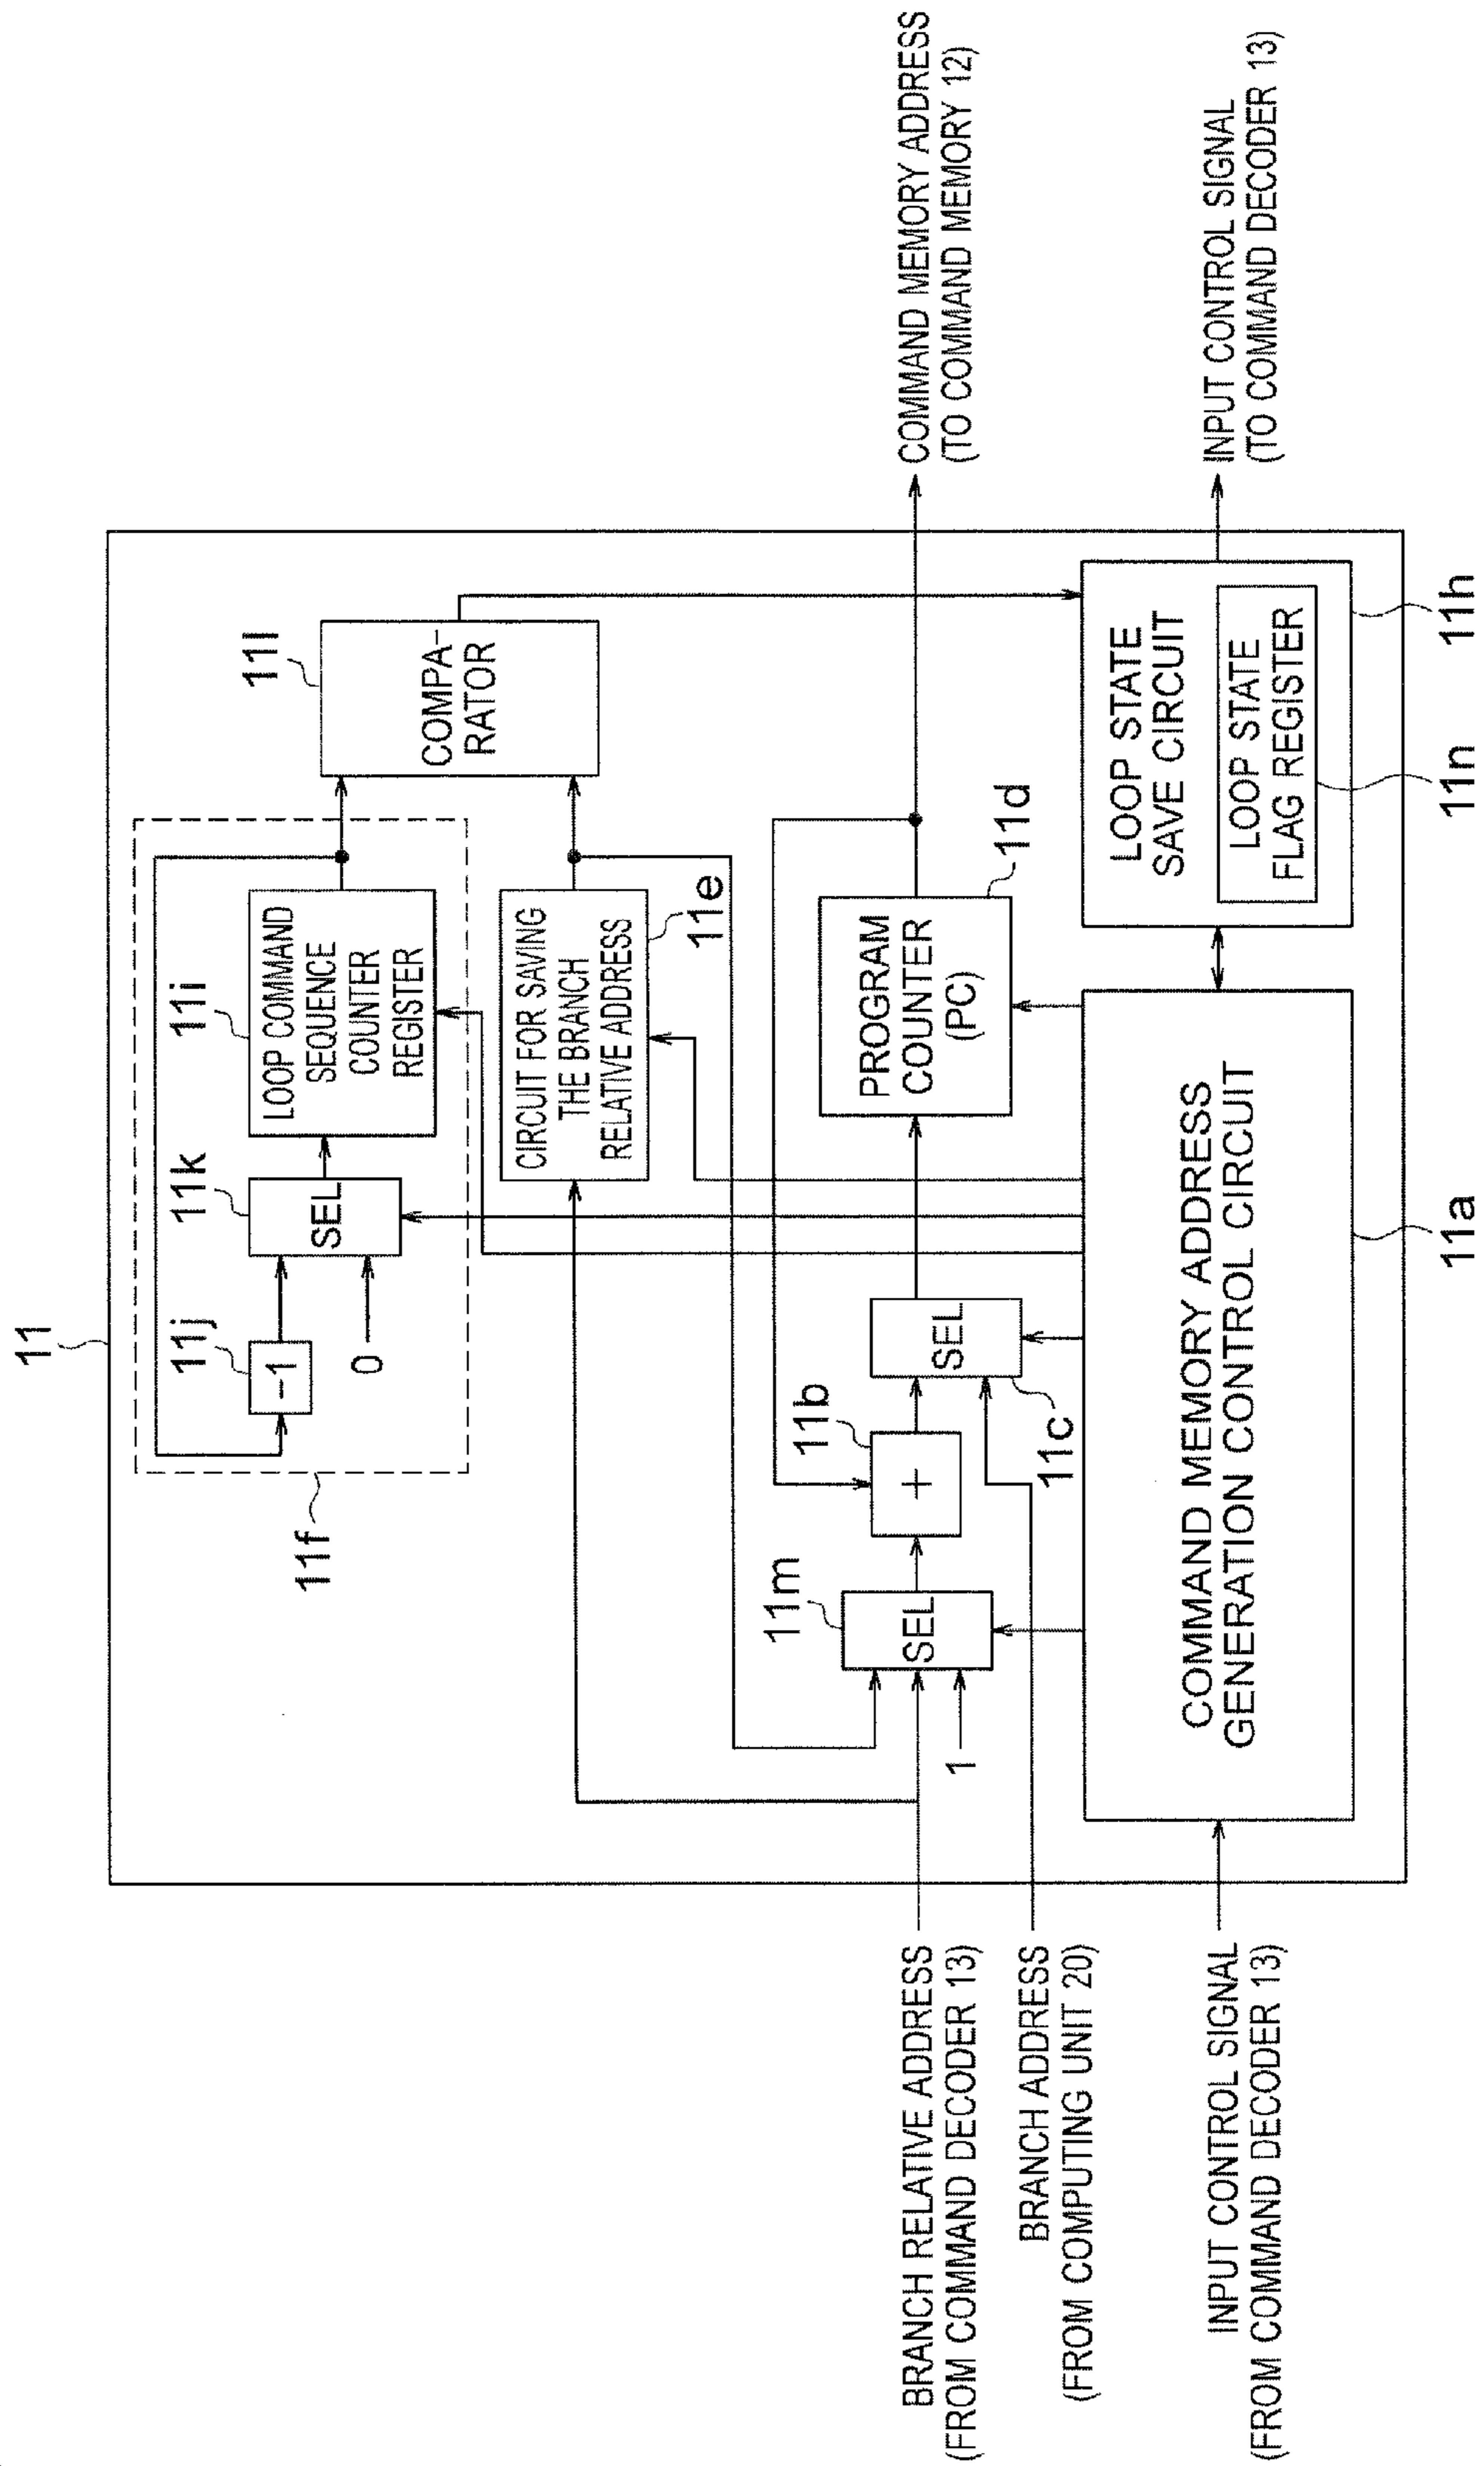 11
11f
11j
-1
0
11k
SEL
11i
LOOP COMMAND
SEQUENCE
COUNTER
REGISTER
11l
COMPA-
RATOR
CIRCUIT FOR SAVING
THE BRANCH
RELATIVE ADDRESS
11e
11m
SEL
1
11b
+
SEL
11c
PROGRAM
COUNTER
(PC)
11d
COMMAND MEMORY ADDRESS
(TO COMMAND MEMORY 12)
BRANCH RELATIVE ADDRESS
(FROM COMMAND DECODER 13)
BRANCH ADDRESS
(FROM COMPUTING UNIT 20)
INPUT CONTROL SIGNAL
(FROM COMMAND DECODER 13)
COMMAND MEMORY ADDRESS
GENERATION CONTROL CIRCUIT
11a
LOOP STATE
SAVE CIRCUIT
LOOP STATE
FLAG REGISTER
11n
11h
INPUT CONTROL SIGNAL
(TO COMMAND DECODER 13)